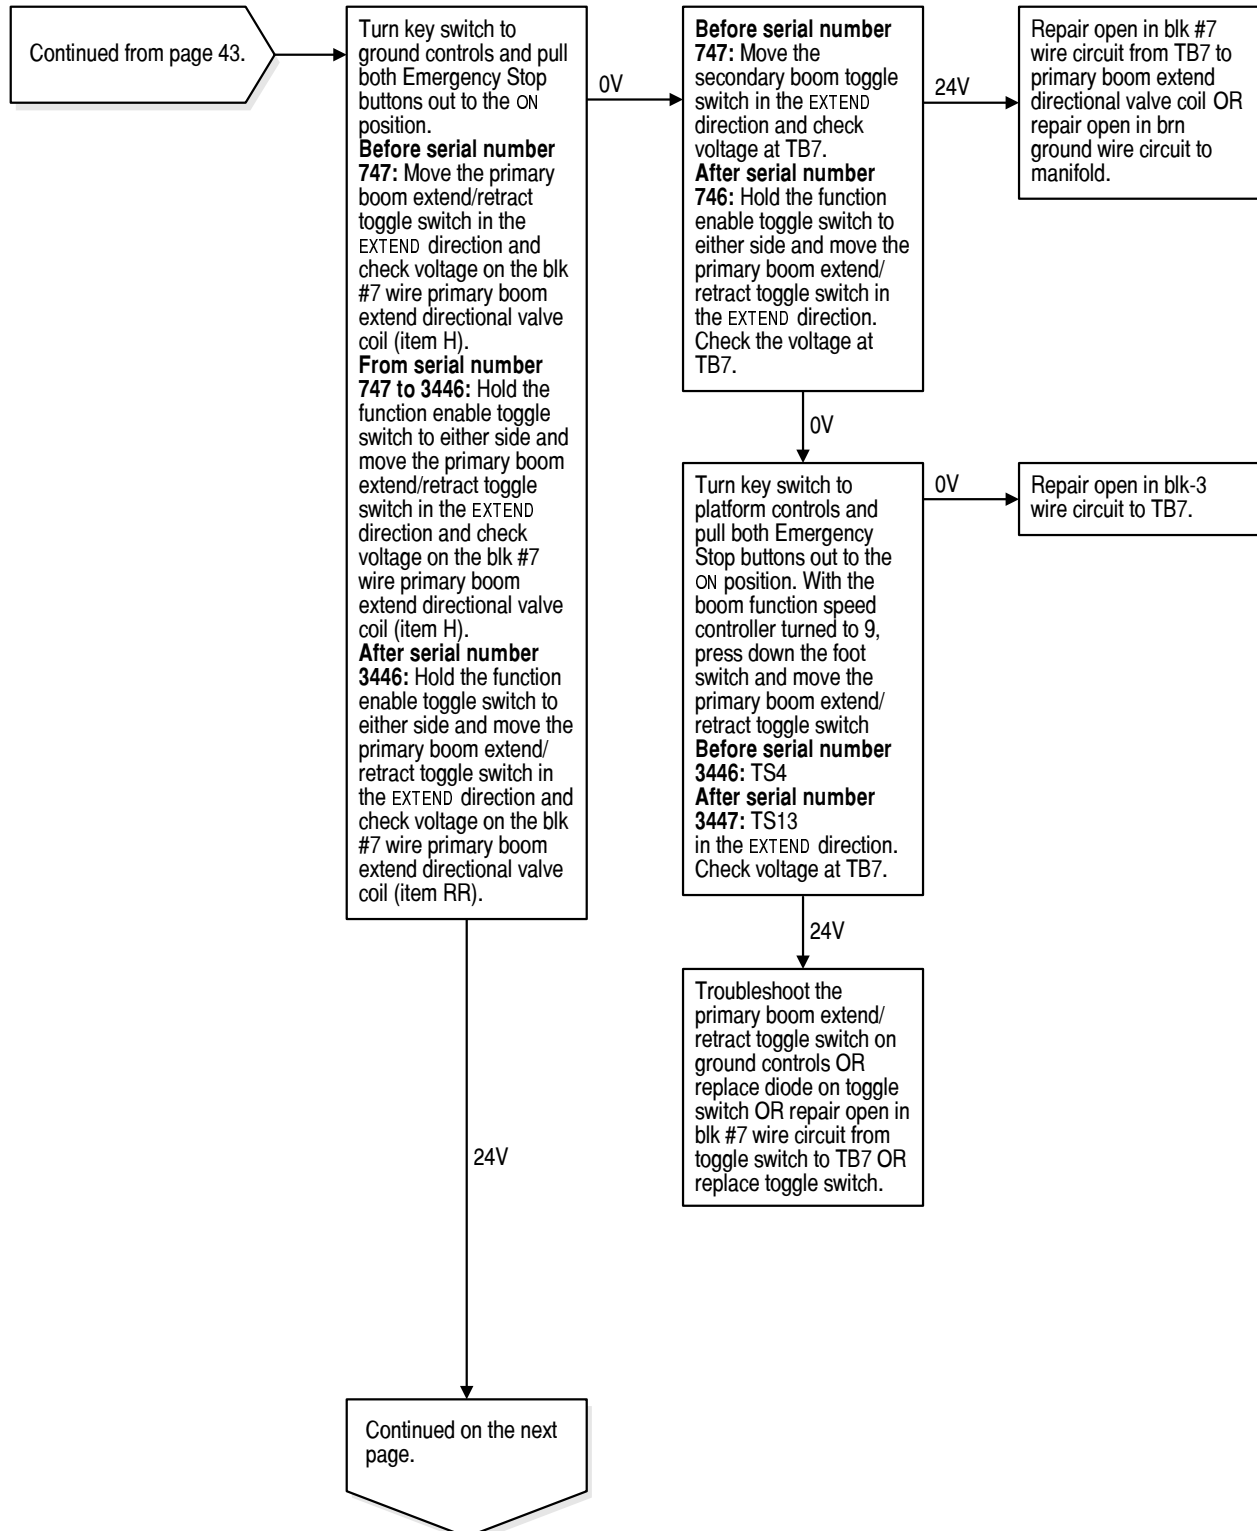 Continued from page 43.
Turn key switch to
ground controls and pull
both Emergency Stop
buttons out to the ON
position.
Before serial number
747: Move the primary
boom extend/retract
toggle switch in the
EXTEND direction and
check voltage on the blk
#7 wire primary boom
extend directional valve
coil (item H).
From serial number
747 to 3446: Hold the
function enable toggle
switch to either side and
move the primary boom
extend/retract toggle
switch in the EXTEND
direction and check
voltage on the blk #7
wire primary boom
extend directional valve
coil (item H).
After serial number
3446: Hold the function
enable toggle switch to
either side and move the
primary boom extend/
retract toggle switch in
the EXTEND direction and
check voltage on the blk
#7 wire primary boom
extend directional valve
coil (item RR).
0V
Before serial number
747: Move the
secondary boom toggle
switch in the EXTEND
direction and check
voltage at TB7.
After serial number
746: Hold the function
enable toggle switch to
either side and move the
primary boom extend/
retract toggle switch in
the EXTEND direction.
Check the voltage at
TB7.
24V
Repair open in blk #7
wire circuit from TB7 to
primary boom extend
directional valve coil OR
repair open in brn
ground wire circuit to
manifold.
0V
Turn key switch to
platform controls and
pull both Emergency
Stop buttons out to the
ON position. With the
boom function speed
controller turned to 9,
press down the foot
switch and move the
primary boom extend/
retract toggle switch
Before serial number
3446: TS4
After serial number
3447: TS13
in the EXTEND direction.
Check voltage at TB7.
0V
Repair open in blk-3
wire circuit to TB7.
24V
Troubleshoot the
primary boom extend/
retract toggle switch on
ground controls OR
replace diode on toggle
switch OR repair open in
blk #7 wire circuit from
toggle switch to TB7 OR
replace toggle switch.
24V
Continued on the next
page.